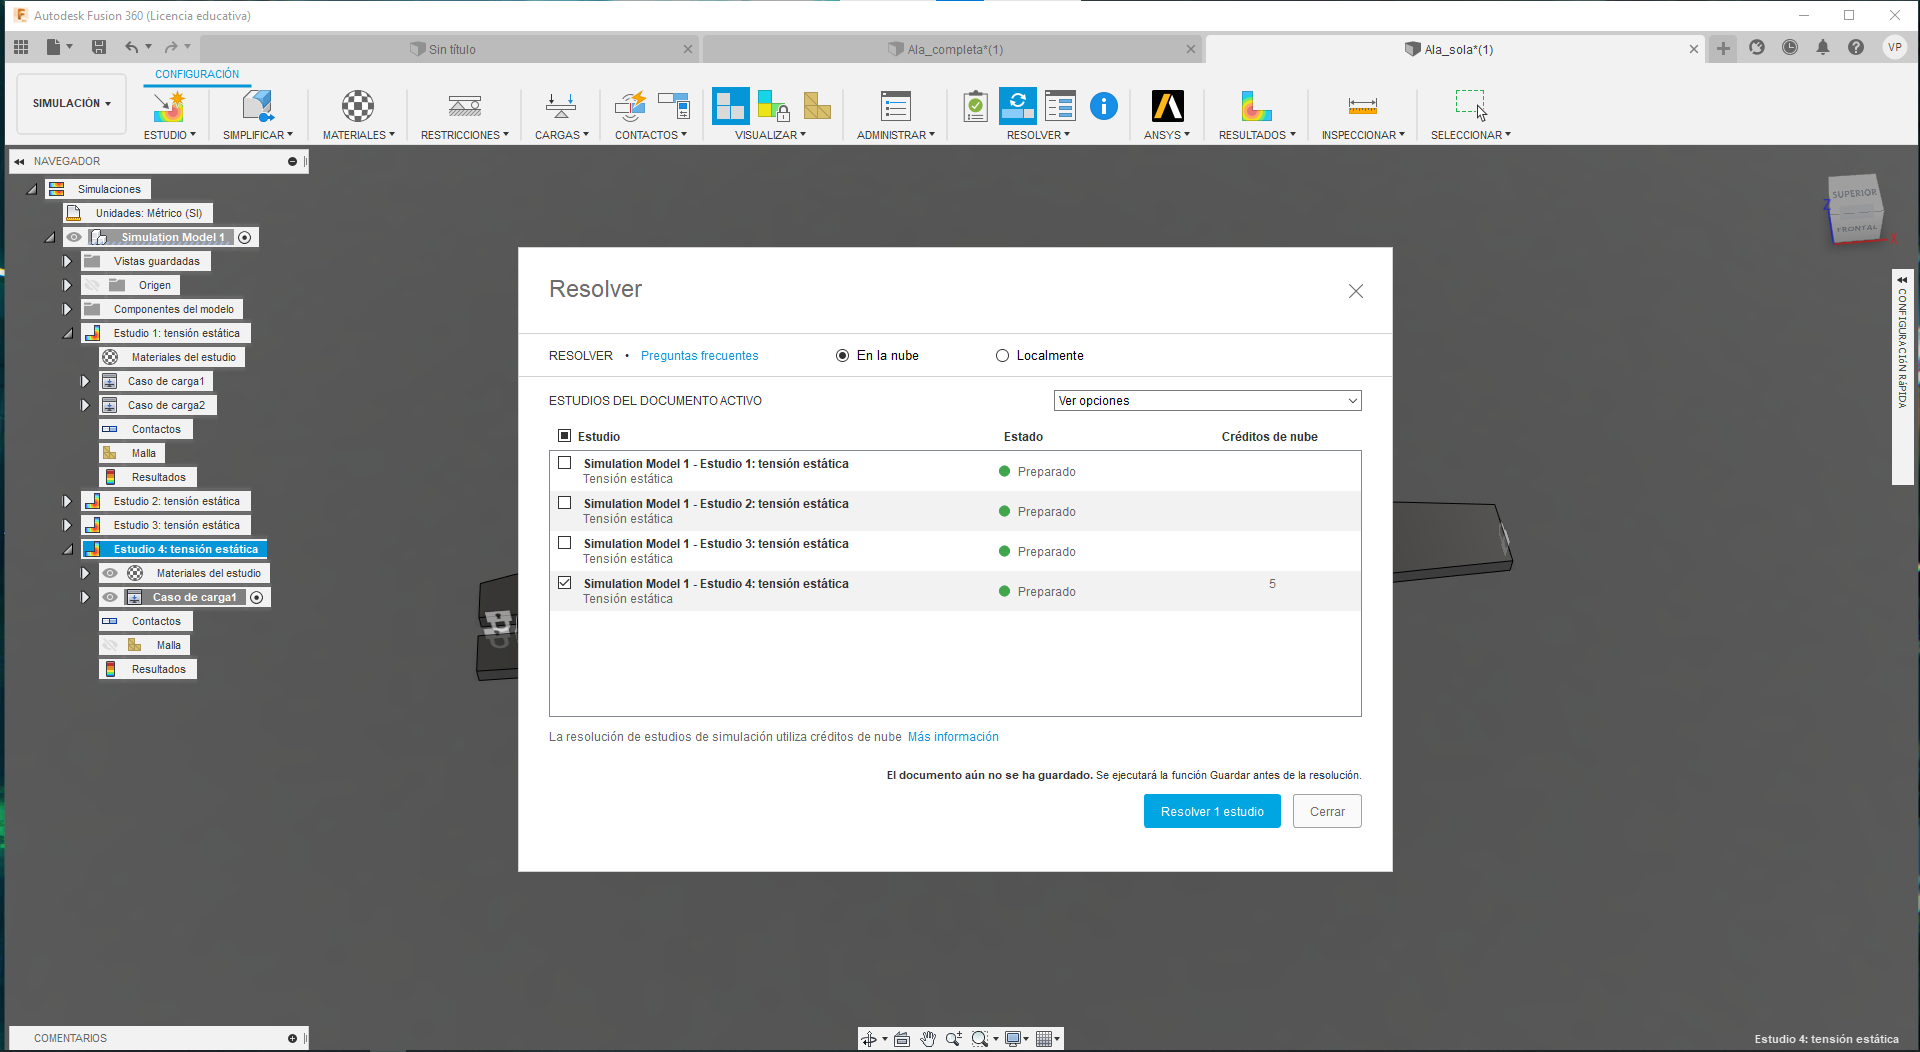 Autodesk Fusion 360 (Licencia educativa)
Sin título
Ala_completa*(1)
Ala_sola*(1)
VP
SIMULACIÓN
CONFIGURACIÓN
ESTUDIO
SIMPLIFICAR
MATERIALES
RESTRICCIONES
CARGAS
CONTACTOS
VISUALIZAR
ADMINISTRAR
RESOLVER
ANSYS
RESULTADOS
INSPECCIONAR
SELECCIONAR
NAVEGADOR
Simulaciones
Unidades: Métrico (SI)
Simulation Model 1
Vistas guardadas
Origen
Componentes del modelo
Estudio 1: tensión estática
Materiales del estudio
Caso de carga1
Caso de carga2
Contactos
Malla
Resultados
Estudio 2: tensión estática
Estudio 3: tensión estática
Estudio 4: tensión estática
Materiales del estudio
Caso de carga1
Contactos
Malla
Resultados
SUPERIOR
FRONTAL
Z
X
CONFIGURACIóN RáPIDA
Resolver
RESOLVER • Preguntas frecuentes
En la nube
Localmente
ESTUDIOS DEL DOCUMENTO ACTIVO
Ver opciones
Estudio Estado Créditos de nube
Simulation Model 1 - Estudio 1: tensión estática
Tensión estática
Preparado
Simulation Model 1 - Estudio 2: tensión estática
Tensión estática
Preparado
Simulation Model 1 - Estudio 3: tensión estática
Tensión estática
Preparado
Simulation Model 1 - Estudio 4: tensión estática
Tensión estática
Preparado
5
La resolución de estudios de simulación utiliza créditos de nube Más información
El documento aún no se ha guardado. Se ejecutará la función Guardar antes de la resolución.
Resolver 1 estudio
Cerrar
COMENTARIOS
Estudio 4: tensión estática